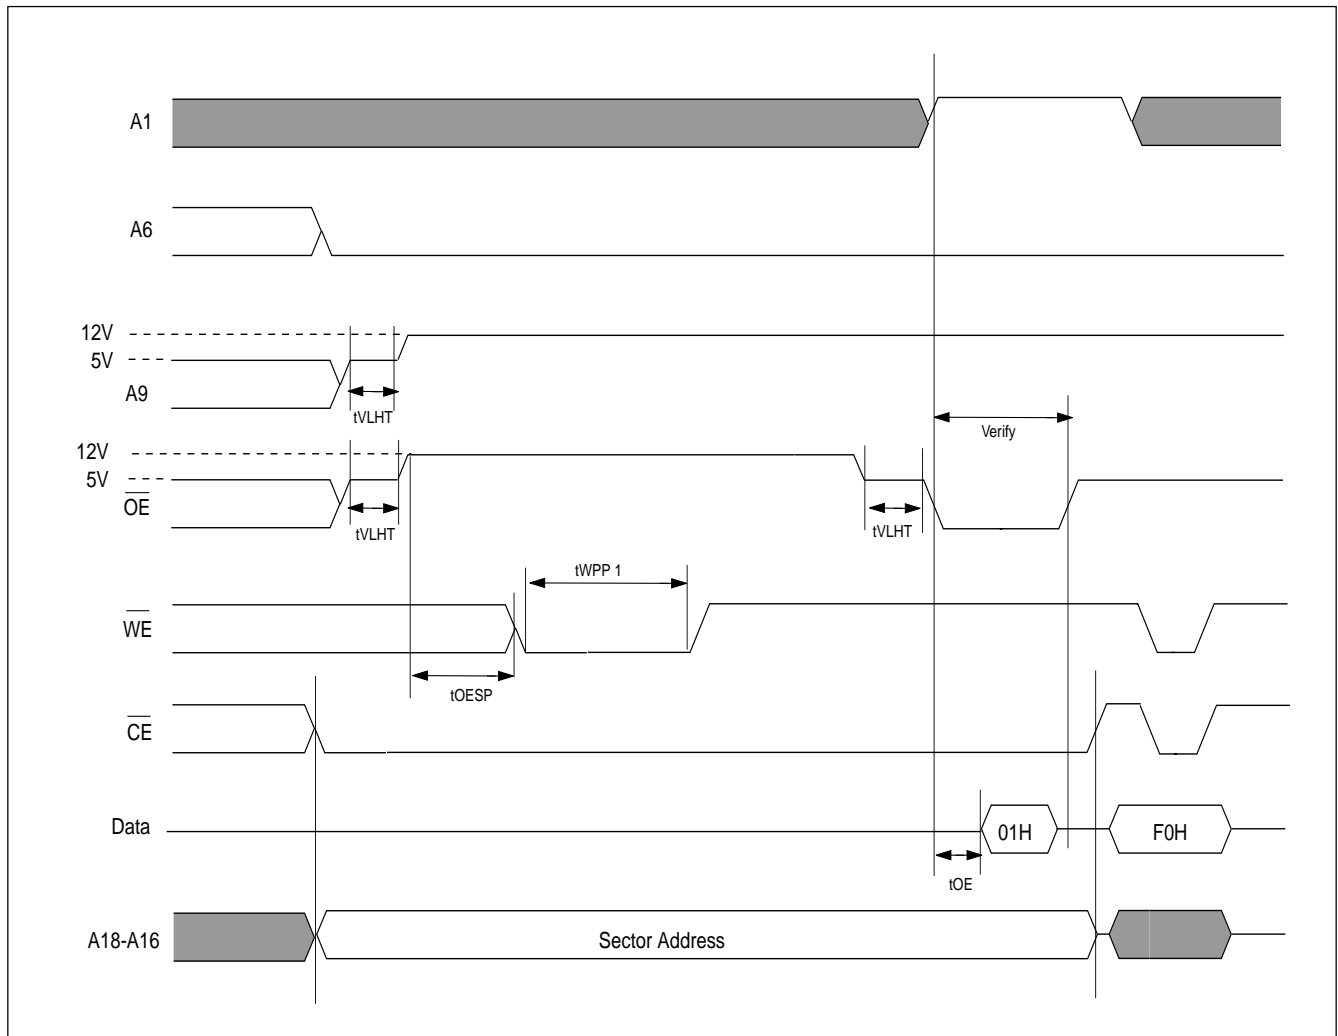 A1
A6
12V
5V
A9
tVLHT
Verify
12V
5V
OE
tVLHT
tVLHT
tWPP 1
WE
tOESP
CE
Data
01H
F0H
tOE
A18-A16
Sector Address